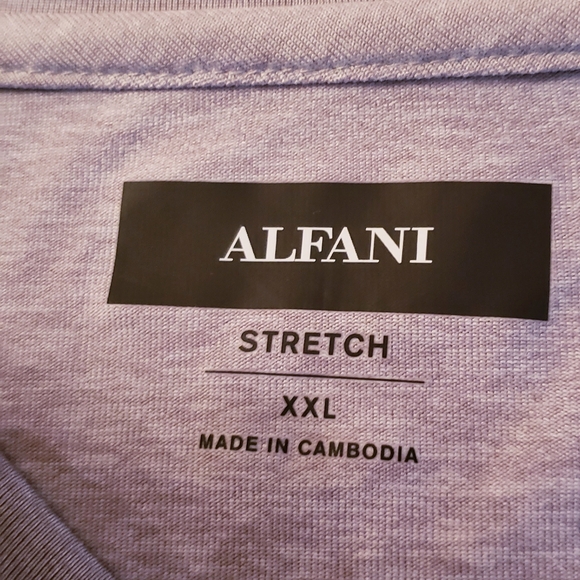 ALFANI
STRETCH
XXL
MADE IN CAMBODIA